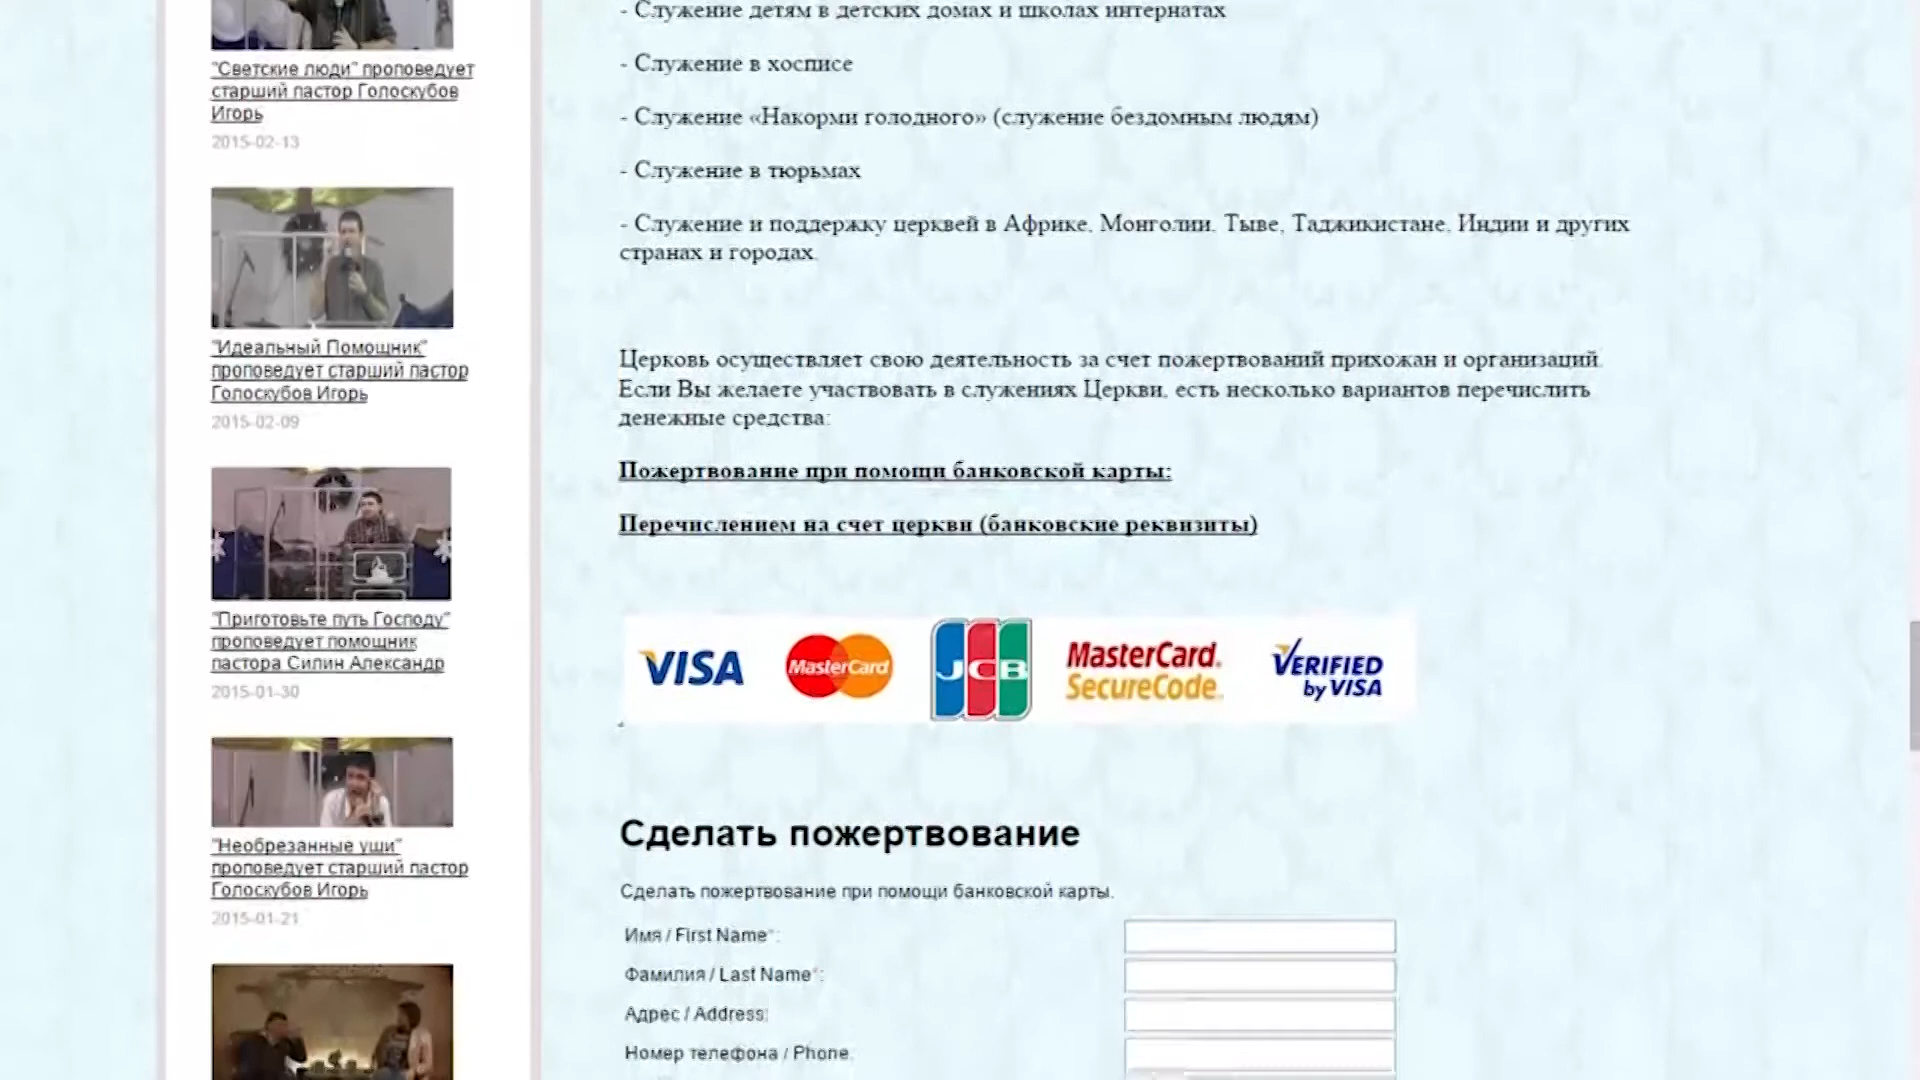 "Светские люди" проповедует
старший пастор Голоскубов
Игорь
2015-02-13
"Идеальный Помощник"
проповедует старший пастор
Голоскубов Игорь
2015-02-09
"Приготовьте путь Господу"
проповедует помощник
пастора Силин Александр
2015-01-30
"Необрезанные уши"
проповедует старший пастор
Голоскубов Игорь
2015-01-21
- Служение детям в детских домах и школах интернатах
- Служение в хосписе
- Служение «Накорми голодного» (служение бездомным людям)
- Служение в тюрьмах
- Служение и поддержку церквей в Африке, Монголии, Тыве, Таджикистане, Индии и других
странах и городах.
Церковь осуществляет свою деятельность за счет пожертвований прихожан и организаций.
Если Вы желаете участвовать в служениях Церкви, есть несколько вариантов перечислить
денежные средства:
Пожертвование при помощи банковской карты:
Перечислением на счет церкви (банковские реквизиты)
VISA MasterCard JCB MasterCard. SecureCode. VERIFIED by VISA
Сделать пожертвование
Сделать пожертвование при помощи банковской карты.
Имя / First Name*:
Фамилия / Last Name*:
Адрес / Address:
Номер телефона / Phone: